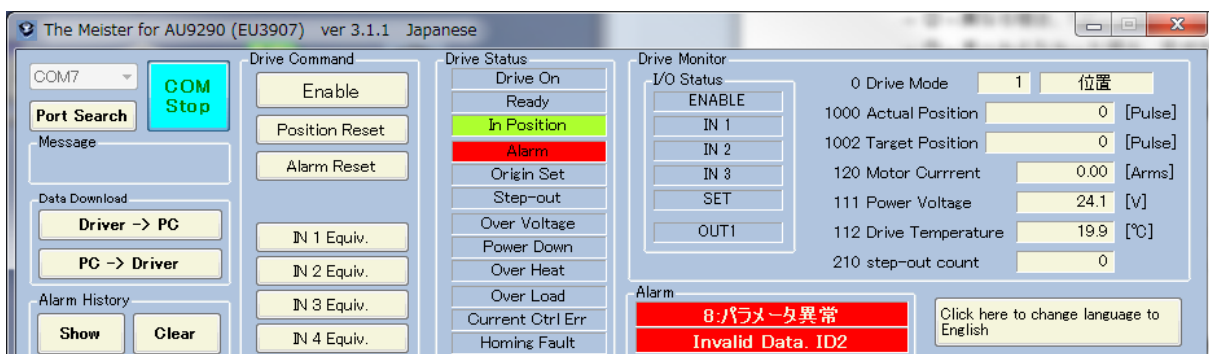 The Meister for AU9290 (EU3907) ver 3.1.1 Japanese
COM7
COM Stop
Port Search
Message
Data Download
Driver -> PC
PC -> Driver
Alarm History
Show Clear
Drive Command
Enable
Position Reset
Alarm Reset
IN 1 Equiv.
IN 2 Equiv.
IN 3 Equiv.
IN 4 Equiv.
Drive Status
Drive On
Ready
In Position
Alarm
Origin Set
Step-out
Over Voltage
Power Down
Over Heat
Over Load
Current Ctrl Err
Homing Fault
Drive Monitor
I/O Status
ENABLE
IN 1
IN 2
IN 3
SET
OUT1
0 Drive Mode 1 位置
1000 Actual Position 0 [Pulse]
1002 Target Position 0 [Pulse]
120 Motor Currrent 0.00 [Arms]
111 Power Voltage 24.1 [V]
112 Drive Temperature 19.9 [℃]
210 step-out count 0
Alarm
8:パラメータ異常
Invalid Data. ID2
Click here to change language to
English